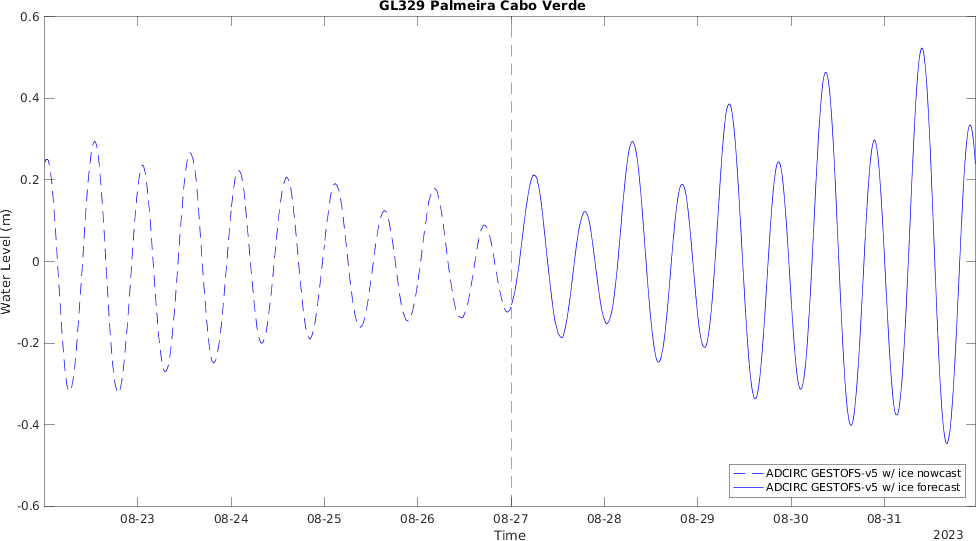 GL329 Palmeira Cabo Verde
0.6
0.4
0.2
0
-0.2
-0.4
-0.6
Water Level (m)
ADCIRC GESTOFS-v5 w/ ice nowcast
ADCIRC GESTOFS-v5 w/ ice forecast
08-23 08-24 08-25 08-26 08-27 08-28 08-29 08-30 08-31
Time
2023